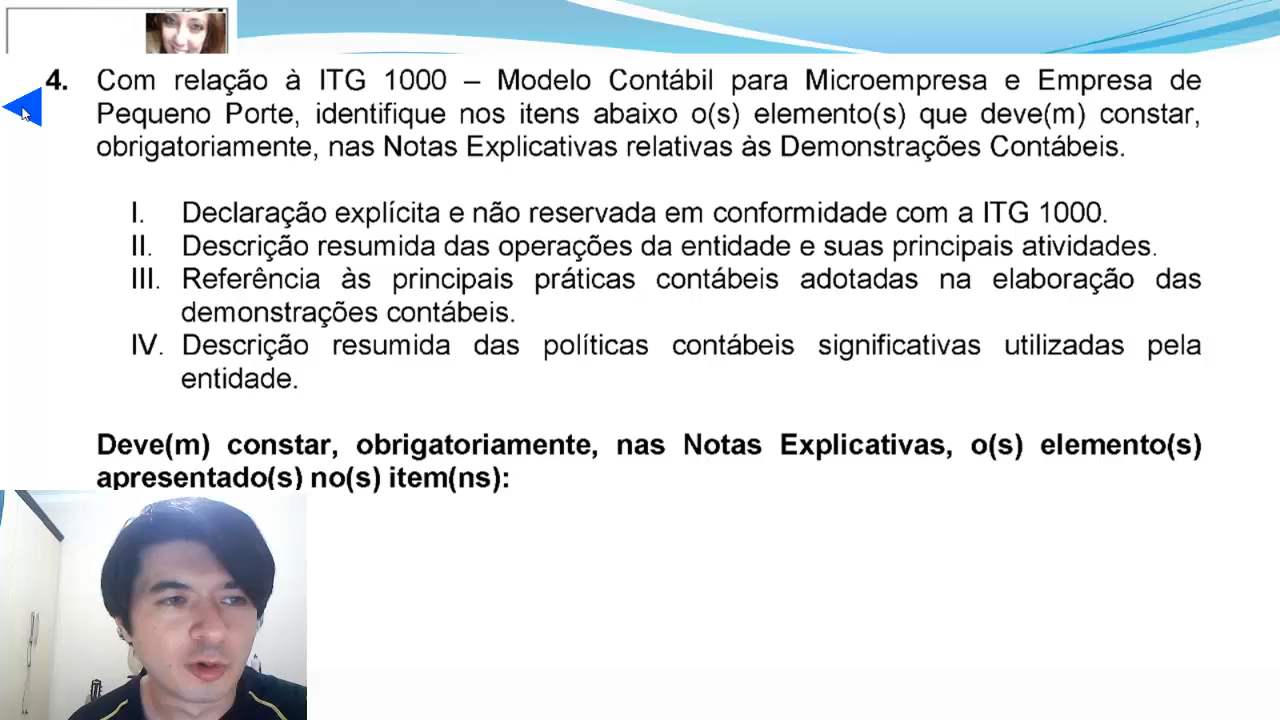 4. Com relação à ITG 1000 – Modelo Contábil para Microempresa e Empresa de
Pequeno Porte, identifique nos itens abaixo o(s) elemento(s) que deve(m) constar,
obrigatoriamente, nas Notas Explicativas relativas às Demonstrações Contábeis.
I. Declaração explícita e não reservada em conformidade com a ITG 1000.
II. Descrição resumida das operações da entidade e suas principais atividades.
III. Referência às principais práticas contábeis adotadas na elaboração das
demonstrações contábeis.
IV. Descrição resumida das políticas contábeis significativas utilizadas pela
entidade.
Deve(m) constar, obrigatoriamente, nas Notas Explicativas, o(s) elemento(s)
apresentado(s) no(s) item(ns):